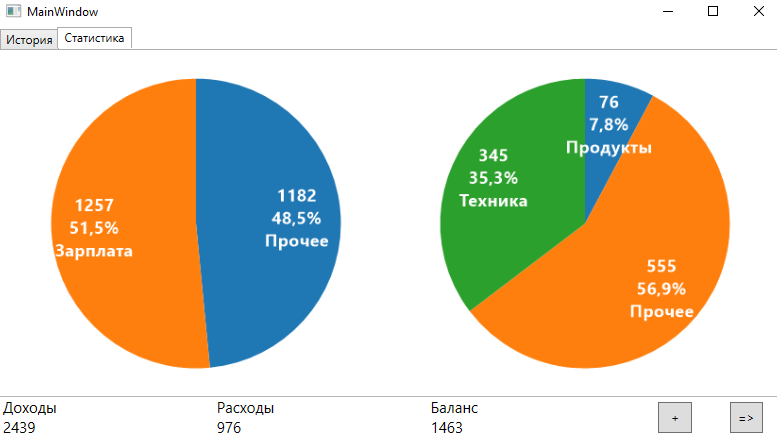 MainWindow
История
Статистика
1257
51,5%
Зарплата
1182
48,5%
Прочее
345
35,3%
Техника
76
7,8%
Продукты
555
56,9%
Прочее
Доходы
2439
Расходы
976
Баланс
1463
+
=>